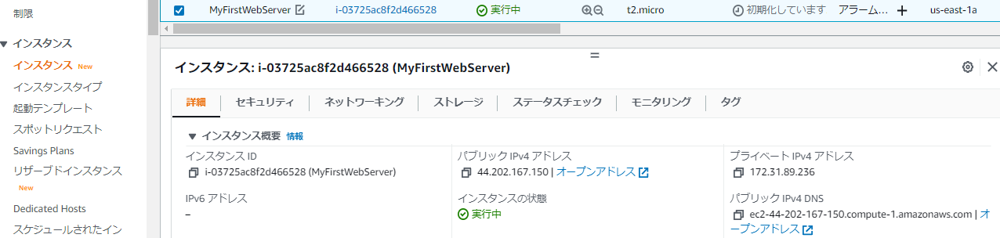 制限
インスタンス
インスタンス New
インスタンスタイプ
起動テンプレート
スポットリクエスト
Savings Plans
リザーブドインスタンス
New
Dedicated Hosts
スケジュールされたイン
MyFirstWebServer i-03725ac8f2d466528 実行中 t2.micro 初期化しています アラーム… us-east-1a
インスタンス: i-03725ac8f2d466528 (MyFirstWebServer)
詳細 セキュリティ ネットワーキング ストレージ ステータスチェック モニタリング タグ
インスタンス概要 情報
インスタンス ID
i-03725ac8f2d466528 (MyFirstWebServer)
パブリック IPv4 アドレス
44.202.167.150 | オープンアドレス
プライベート IPv4 アドレス
172.31.89.236
IPv6 アドレス
–
インスタンスの状態
実行中
パブリック IPv4 DNS
ec2-44-202-167-150.compute-1.amazonaws.com | オ
ープンアドレス